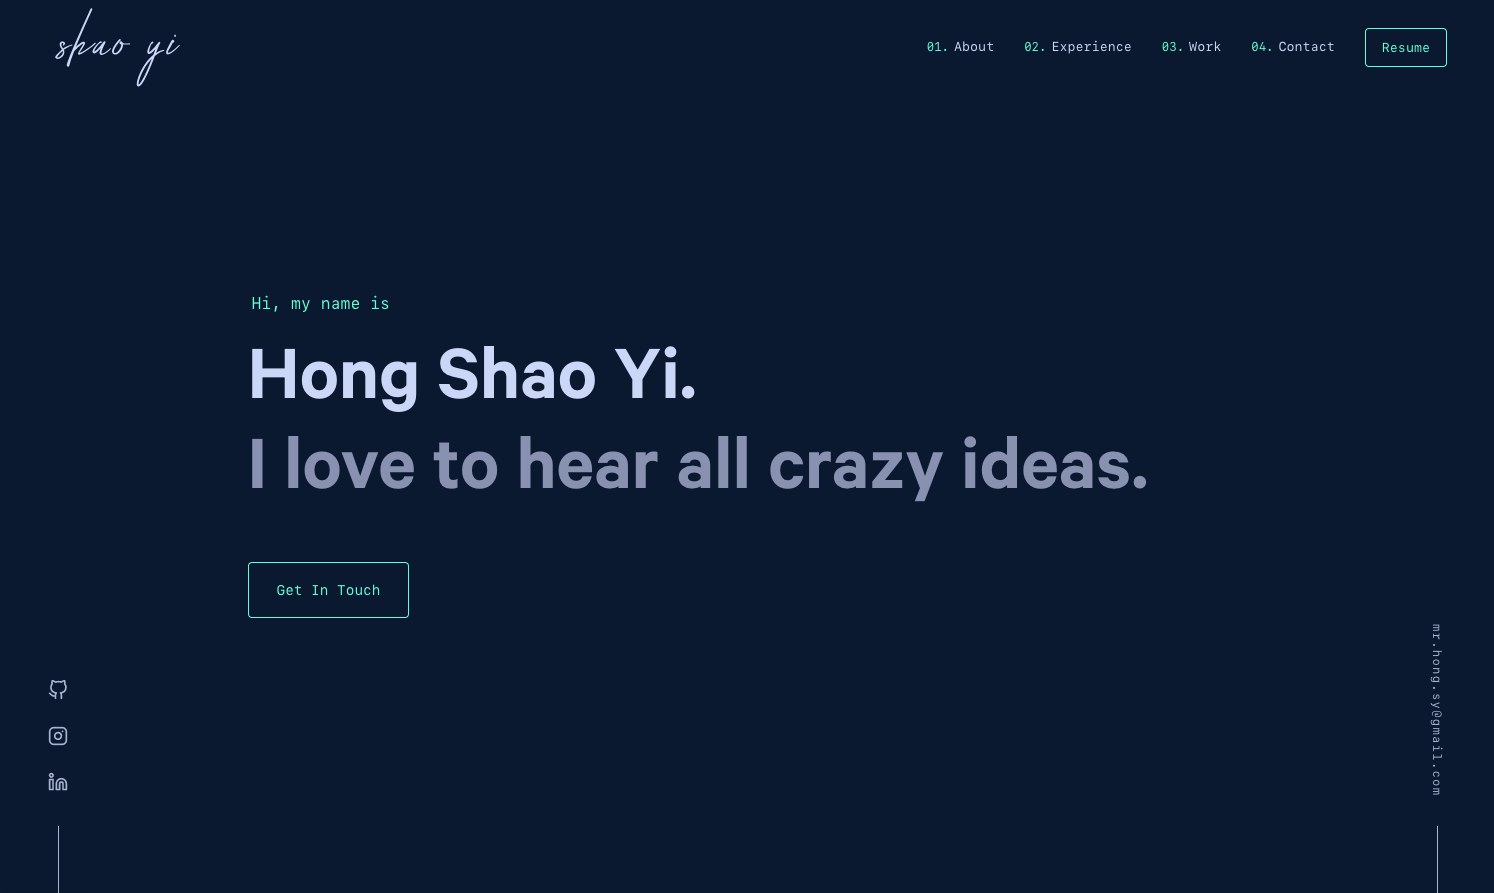 shao yi
01. About 02. Experience 03. Work 04. Contact Resume
Hi, my name is
Hong Shao Yi.
I love to hear all crazy ideas.
Get In Touch
mr.hong.sy@gmail.com